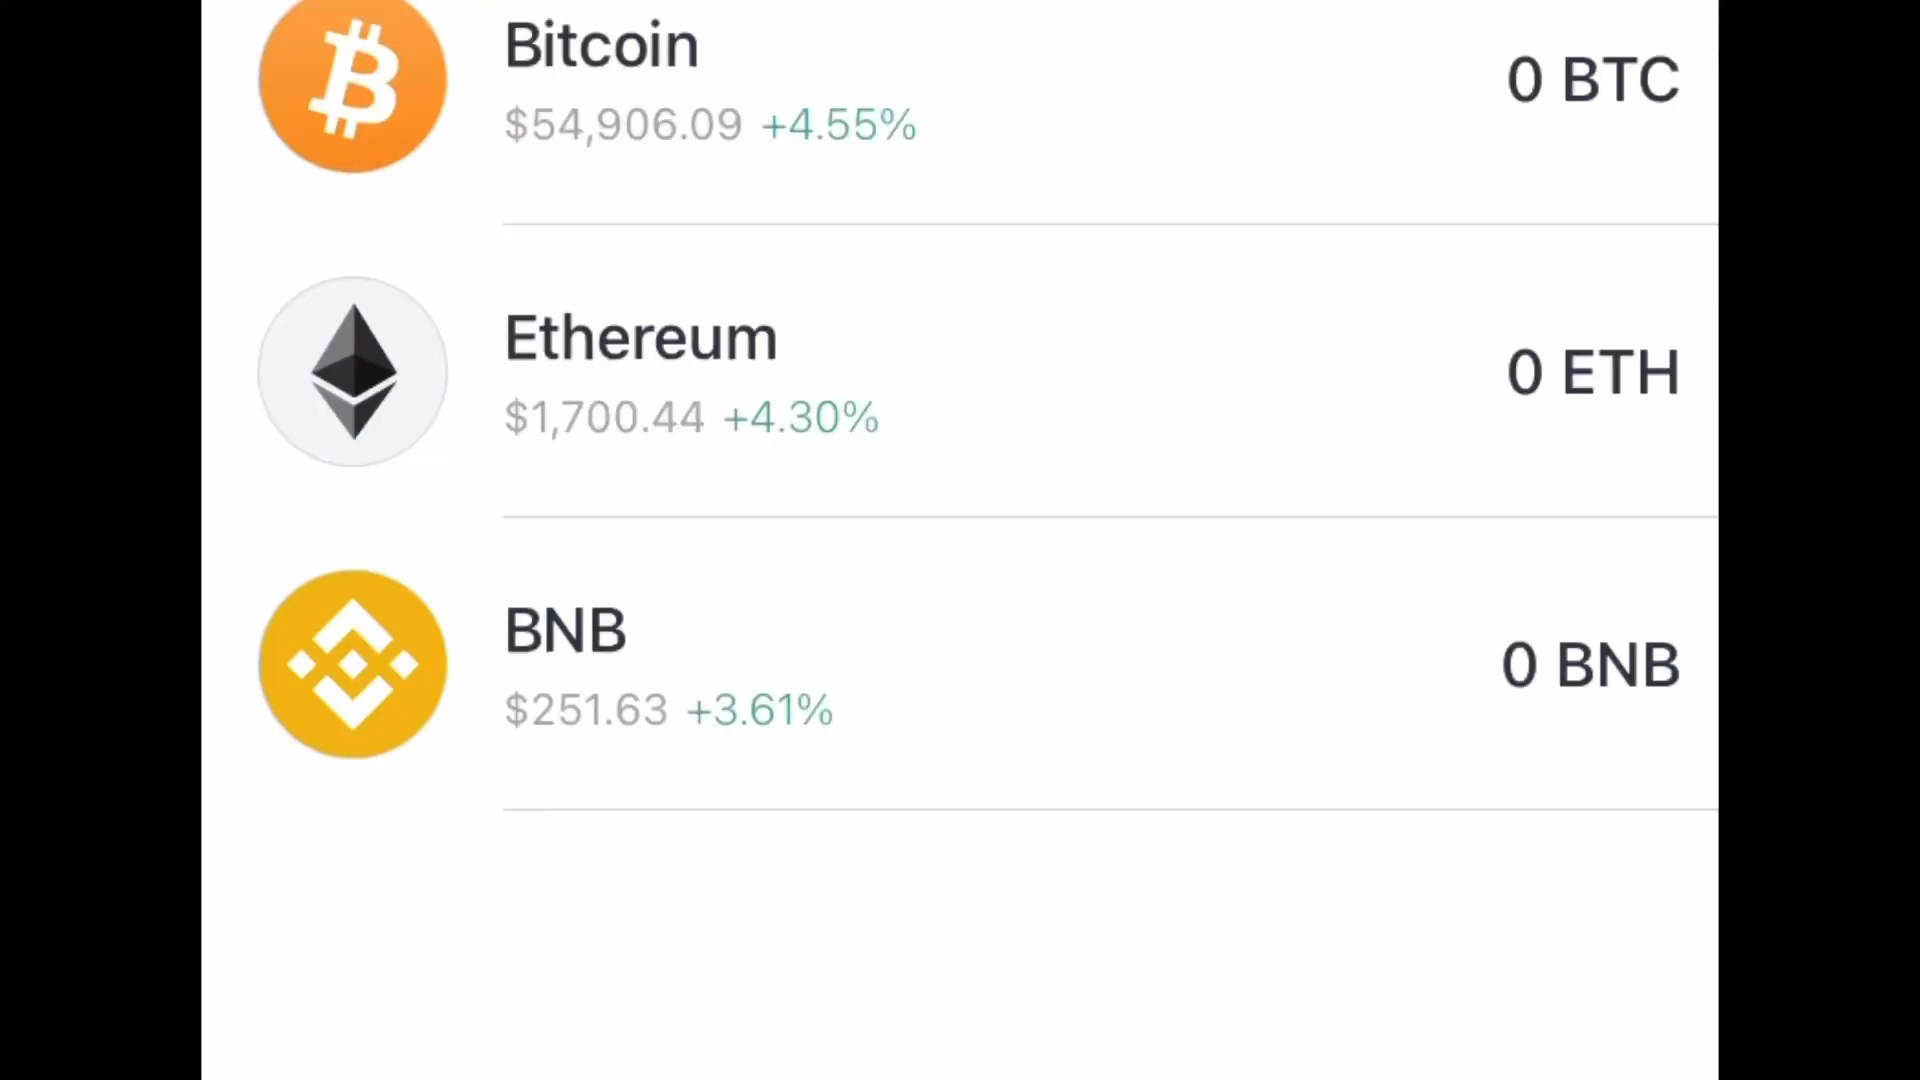 Bitcoin
$54,906.09 +4.55%
0 BTC
Ethereum
$1,700.44 +4.30%
0 ETH
BNB
$251.63 +3.61%
0 BNB